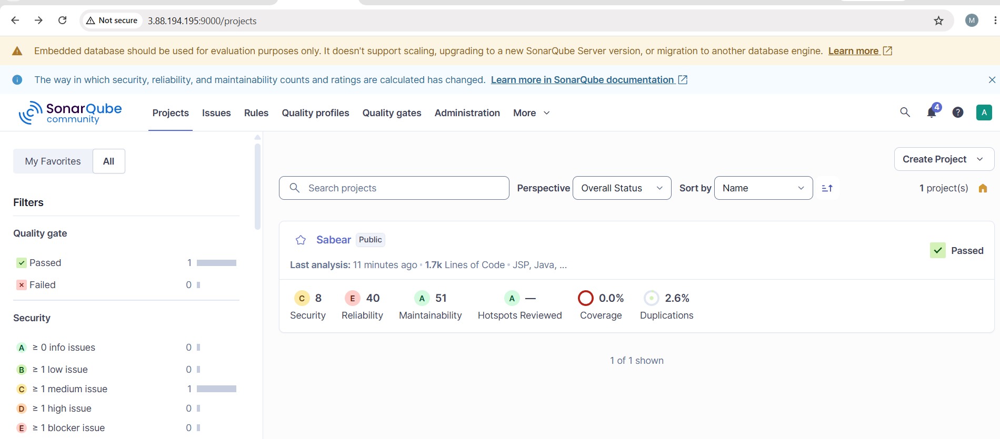 Not secure 3.88.194.195:9000/projects M
Embedded database should be used for evaluation purposes only. It doesn't support scaling, upgrading to a new SonarQube Server version, or migration to another database engine. Learn more
The way in which security, reliability, and maintainability counts and ratings are calculated has changed. Learn more in SonarQube documentation
SonarQube community Projects Issues Rules Quality profiles Quality gates Administration More 4 ? A
My Favorites All
Create Project
Search projects Perspective Overall Status Sort by Name 1 project(s)
Filters
Quality gate
Passed 1
Failed 0
Security
A ≥ 0 info issues 0
B ≥ 1 low issue 0
C ≥ 1 medium issue 1
D ≥ 1 high issue 0
E ≥ 1 blocker issue 0
Sabear Public
Passed
Last analysis: 11 minutes ago • 1.7k Lines of Code • JSP, Java, ...
C 8 E 40 A 51 A — 0.0% 2.6%
Security Reliability Maintainability Hotspots Reviewed Coverage Duplications
1 of 1 shown